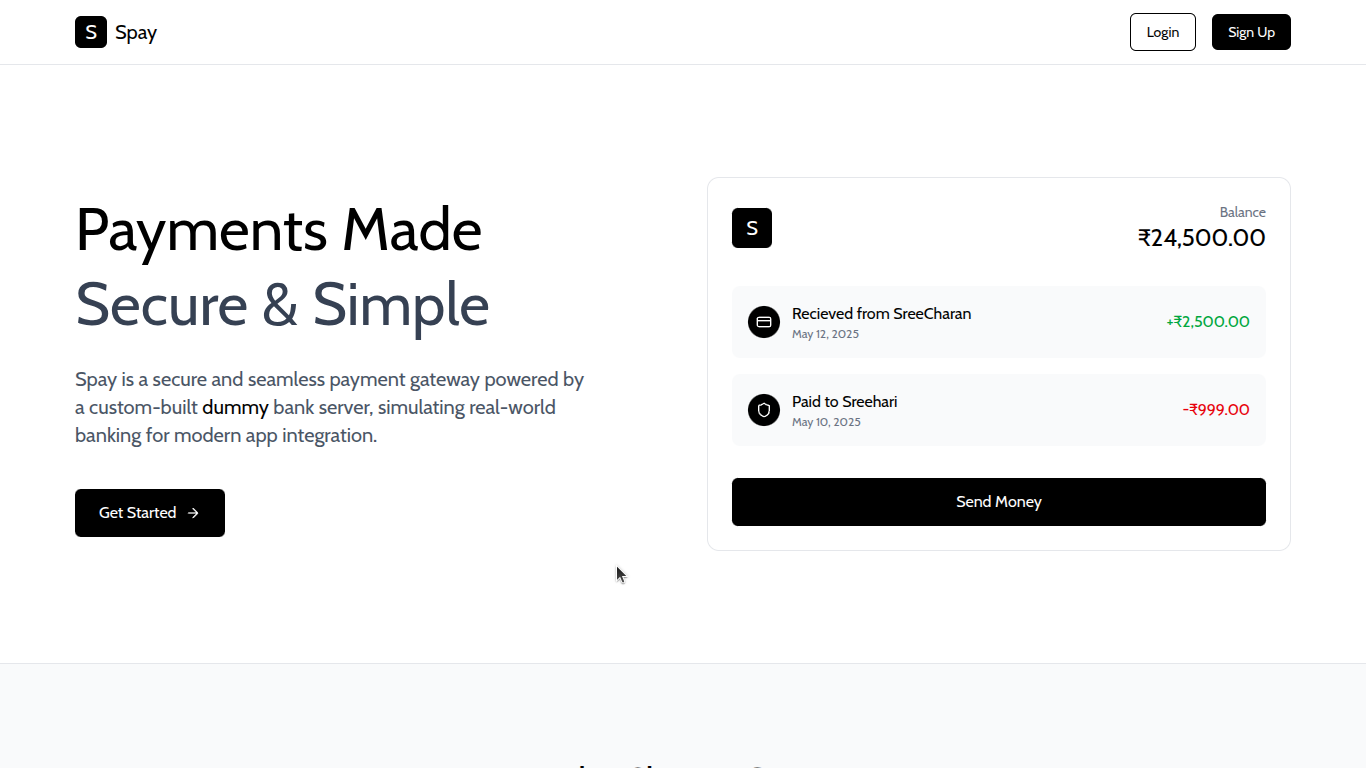 S Spay
Login
Sign Up
Payments Made
Secure & Simple
Spay is a secure and seamless payment gateway powered by
a custom-built dummy bank server, simulating real-world
banking for modern app integration.
Get Started
S
Balance
₹24,500.00
Recieved from SreeCharan
May 12, 2025
+₹2,500.00
Paid to Sreehari
May 10, 2025
-₹999.00
Send Money